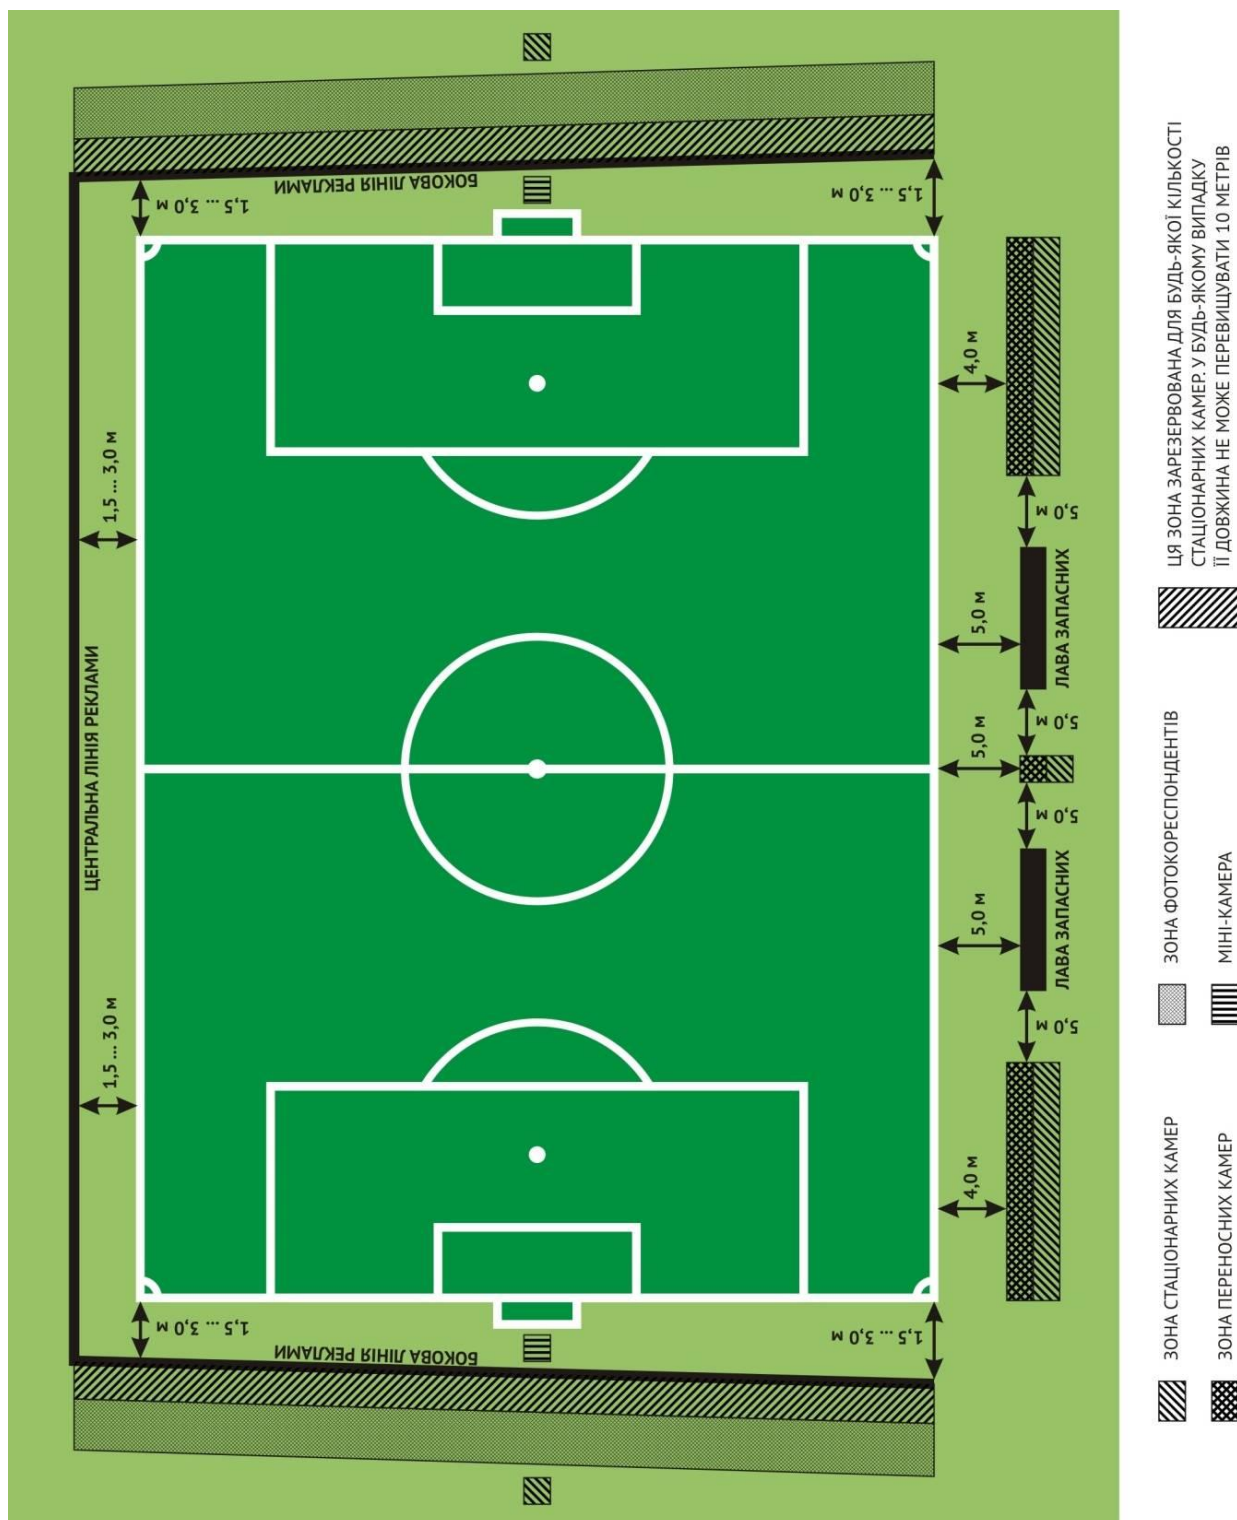 ЦЕНТРАЛЬНА ЛІНІЯ РЕКЛАМИ
1,5 ... 3,0 м
1,5 ... 3,0 м
БОКОВА ЛІНІЯ РЕКЛАМИ
1,5 ... 3,0 м
1,5 ... 3,0 м
БОКОВА ЛІНІЯ РЕКЛАМИ
1,5 ... 3,0 м
1,5 ... 3,0 м
4,0 м
5,0 м
5,0 м
5,0 м
4,0 м
5,0 м
5,0 м
5,0 м
5,0 м
ЛАВА ЗАПАСНИХ
ЛАВА ЗАПАСНИХ
ЗОНА СТАЦІОНАРНИХ КАМЕР
ЗОНА ПЕРЕНОСНИХ КАМЕР
ЗОНА ФОТОКОРЕСПОНДЕНТІВ
МІНІ-КАМЕРА
ЦЯ ЗОНА ЗАРЕЗЕРВОВАНА ДЛЯ БУДЬ-ЯКОЇ КІЛЬКОСТІ
СТАЦІОНАРНИХ КАМЕР. У БУДЬ-ЯКОМУ ВИПАДКУ
ЇЇ ДОВЖИНА НЕ МОЖЕ ПЕРЕВИЩУВАТИ 10 МЕТРІВ